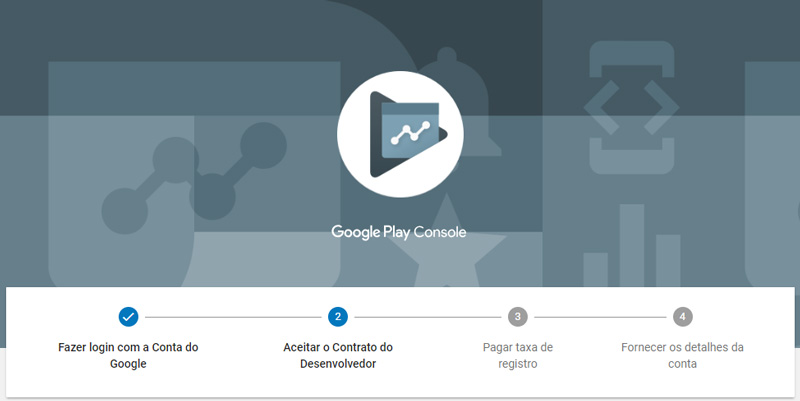 Google Play Console
2
3
4
Fazer login com a Conta do
Google
Aceitar o Contrato do
Desenvolvedor
Pagar taxa de
registro
Fornecer os detalhes da
conta